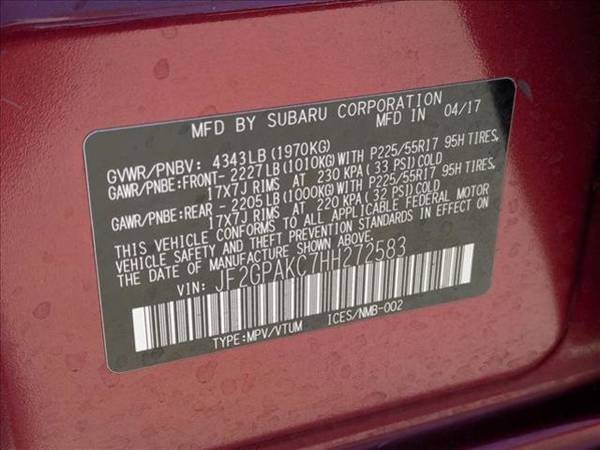 MFD BY SUBARU CORPORATION MFD IN 04/17
GVWR/PNBV: 4343LB(1970KG)
GAWR/PNBE:FRONT- 2227LB(1010KG)WITH P225/55R17 95H TIRES,
17X7J RIMS AT 230 KPA(33 PSI)COLD
GAWR/PNBE:REAR - 2205LB(1000KG)WITH P225/55R17 95H TIRES,
17X7J RIMS AT 220 KPA(32 PSI)COLD
THIS VEHICLE CONFORMS TO ALL APPLICABLE FEDERAL MOTOR
VEHICLE SAFETY AND THEFT PREVENTION STANDARDS IN EFFECT ON
THE DATE OF MANUFACTURE SHOWN ABOVE.
VIN: JF2GPAKC7HH272583
TYPE:MPV/VTUM ICES/NMB-002